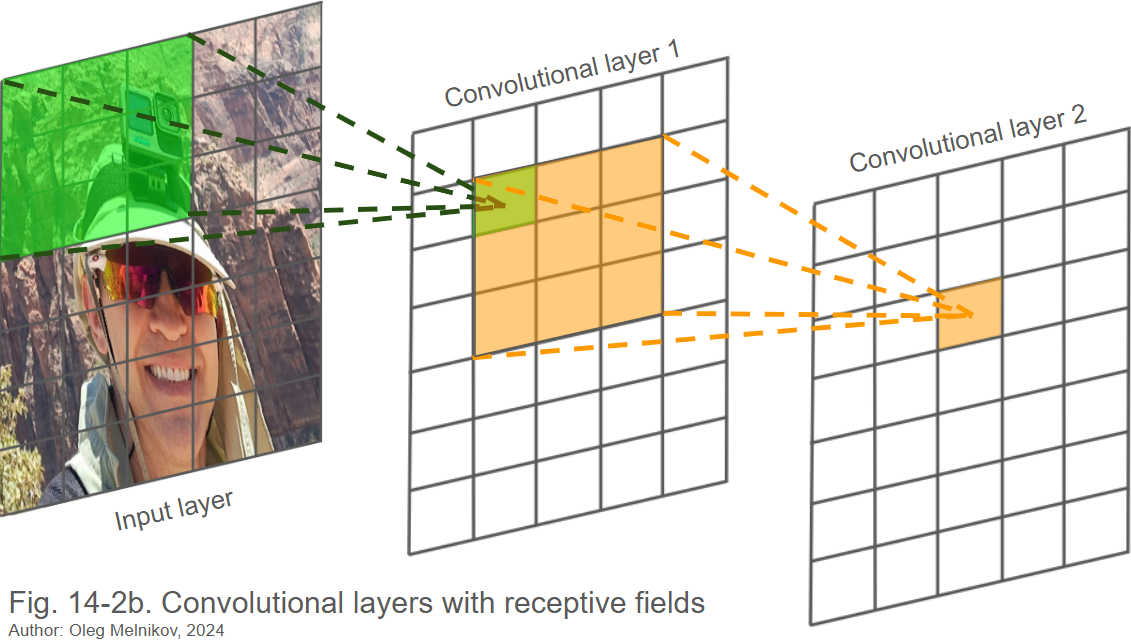 Convolutional layer 1
Convolutional layer 2
Input layer
Fig. 14-2b. Convolutional layers with receptive fields
Author: Oleg Melnikov, 2024